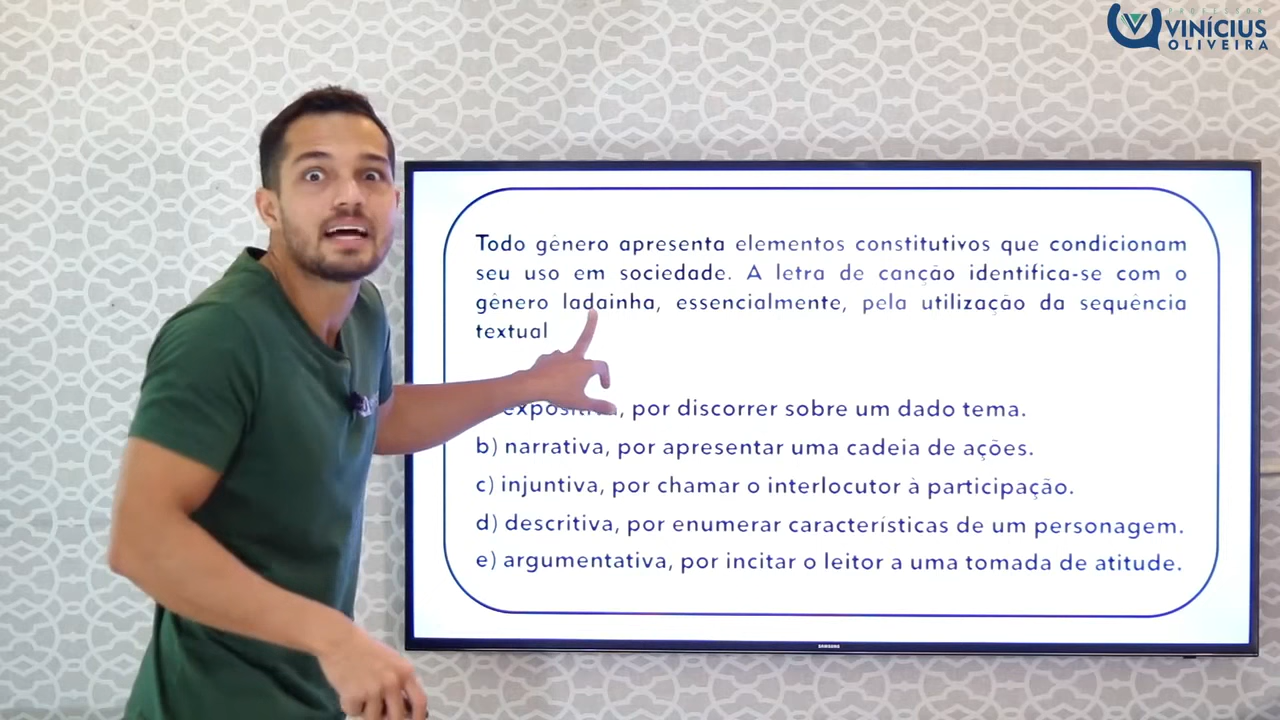 PROFESSOR
VINÍCIUS
OLIVEIRA
Todo gênero apresenta elementos constitutivos que condicionam
seu uso em sociedade. A letra de canção identifica-se com o
gênero ladainha, essencialmente, pela utilização da sequência
textual
expositiva, por discorrer sobre um dado tema.
b) narrativa, por apresentar uma cadeia de ações.
c) injuntiva, por chamar o interlocutor à participação.
d) descritiva, por enumerar características de um personagem.
e) argumentativa, por incitar o leitor a uma tomada de atitude.
SAMSUNG